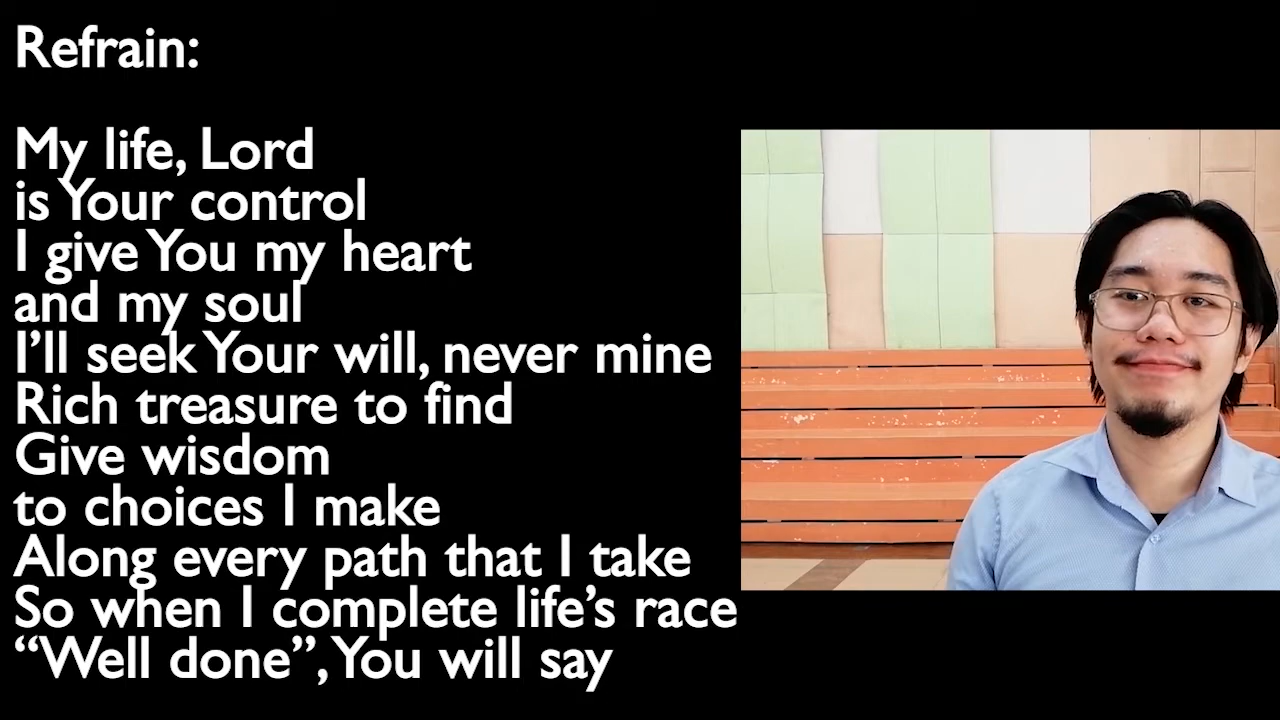 Refrain:
My life, Lord
is Your control
I give You my heart
and my soul
I’ll seek Your will, never mine
Rich treasure to find
Give wisdom
to choices I make
Along every path that I take
So when I complete life’s race
“Well done”, You will say